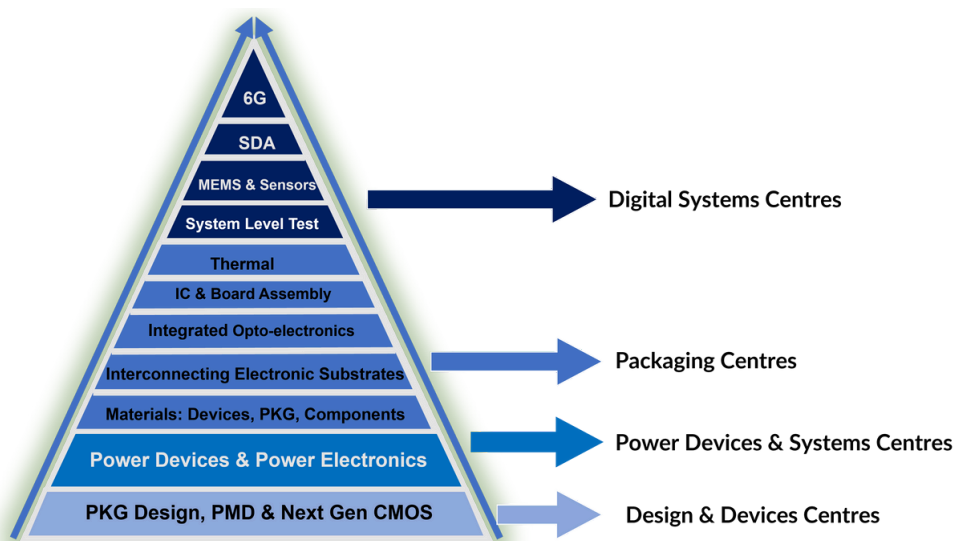 6G
SDA
MEMS & Sensors
System Level Test
Thermal
IC & Board Assembly
Integrated Opto-electronics
Interconnecting Electronic Substrates
Materials: Devices, PKG, Components
Power Devices & Power Electronics
PKG Design, PMD & Next Gen CMOS
Digital Systems Centres
Packaging Centres
Power Devices & Systems Centres
Design & Devices Centres